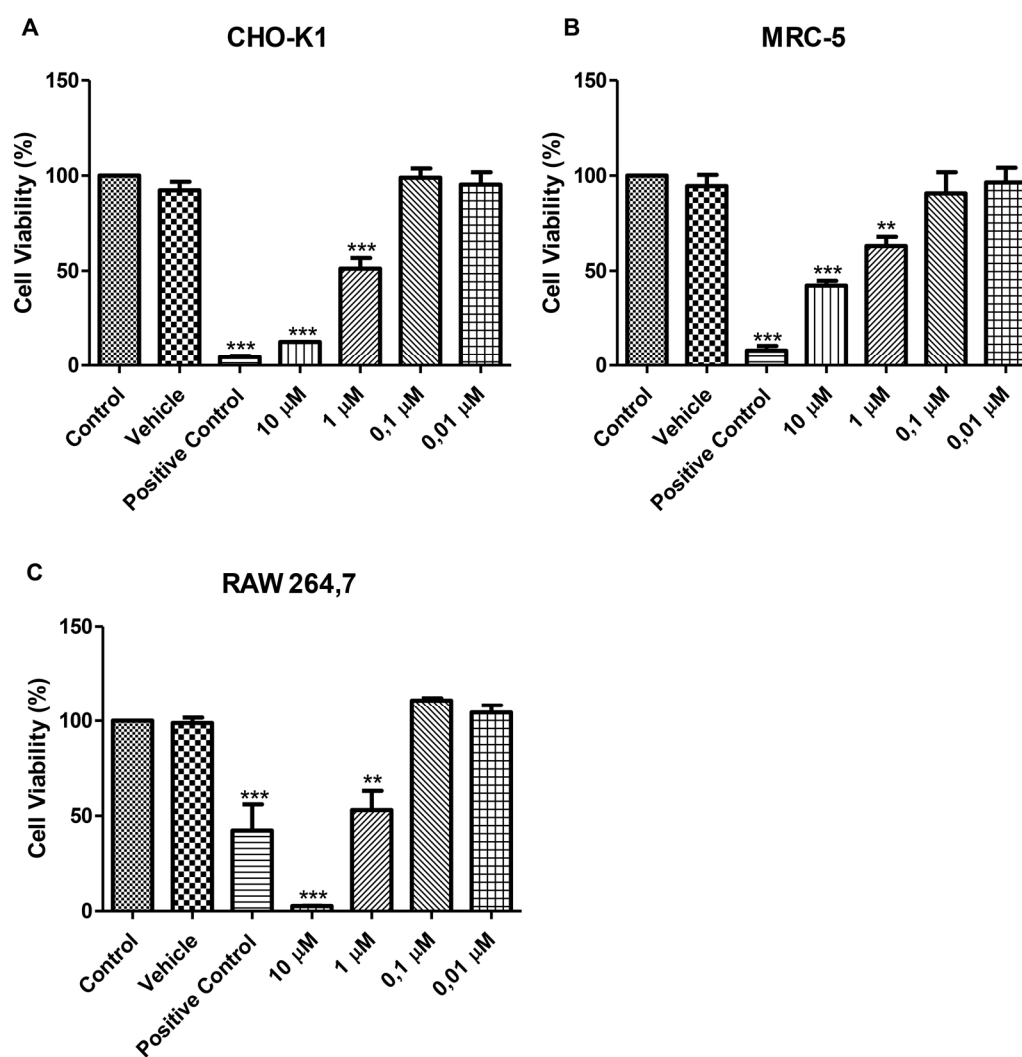 A
CHO-K1
Cell Viability (%)
150
100
50
0
***
***
***
Control
Vehicle
Positive Control
10 µM
1 µM
0,1 µM
0,01 µM
B
MRC-5
Cell Viability (%)
150
100
50
0
***
***
**
Control
Vehicle
Positive Control
10 µM
1 µM
0,1 µM
0,01 µM
C
RAW 264,7
Cell Viability (%)
150
100
50
0
***
***
**
Control
Vehicle
Positive Control
10 µM
1 µM
0,1 µM
0,01 µM